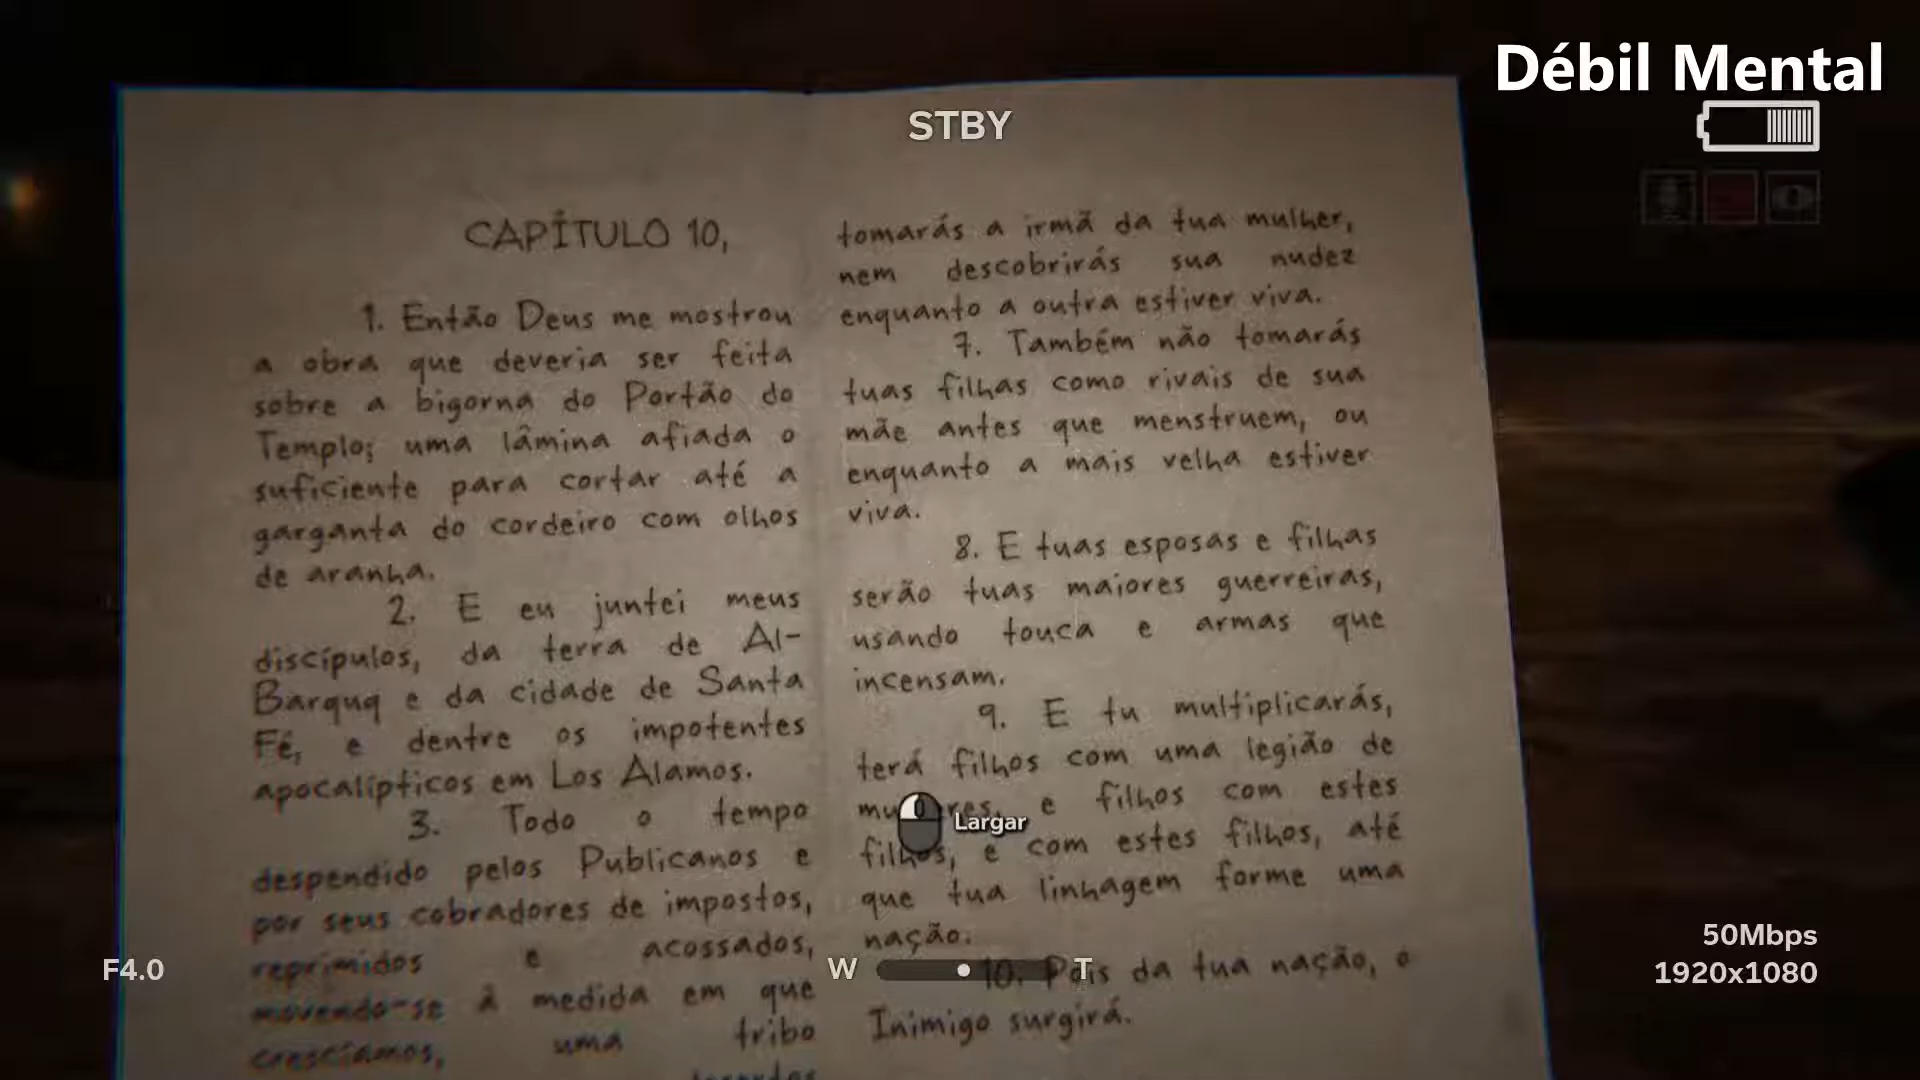 Débil Mental
STBY
CAPÍTULO 10,
1. Então Deus me mostrou
a obra que deveria ser feita
sobre a bigorna do Portão do
Templo; uma lâmina afiada o
suficiente para cortar até a
garganta do cordeiro com olhos
de aranha.
2. E eu juntei meus
discípulos, da terra de Al-
Barquq e da cidade de Santa
Fé, e dentre os impotentes
apocalípticos em Los Alamos.
3. Todo o tempo
despendido pelos Publicanos e
por seus cobradores de impostos,
reprimidos e acossados,
movendo-se à medida em que
crescíamos, uma tribo
tomarás a irmã da tua mulher,
nem descobrirás sua nudez
enquanto a outra estiver viva.
7. Também não tomarás
tuas filhas como rivais de sua
mãe antes que menstruem, ou
enquanto a mais velha estiver
viva.
8. E tuas esposas e filhas
serão tuas maiores guerreiras,
usando touca e armas que
incensam.
9. E tu multiplicarás,
terá filhos com uma legião de
e filhos com estes
filhos, e com estes filhos, até
que tua linhagem forme uma
nação.
10. Pois da tua nação, o
Inimigo surgirá.
Largar
F4.0
W T
50Mbps
1920x1080